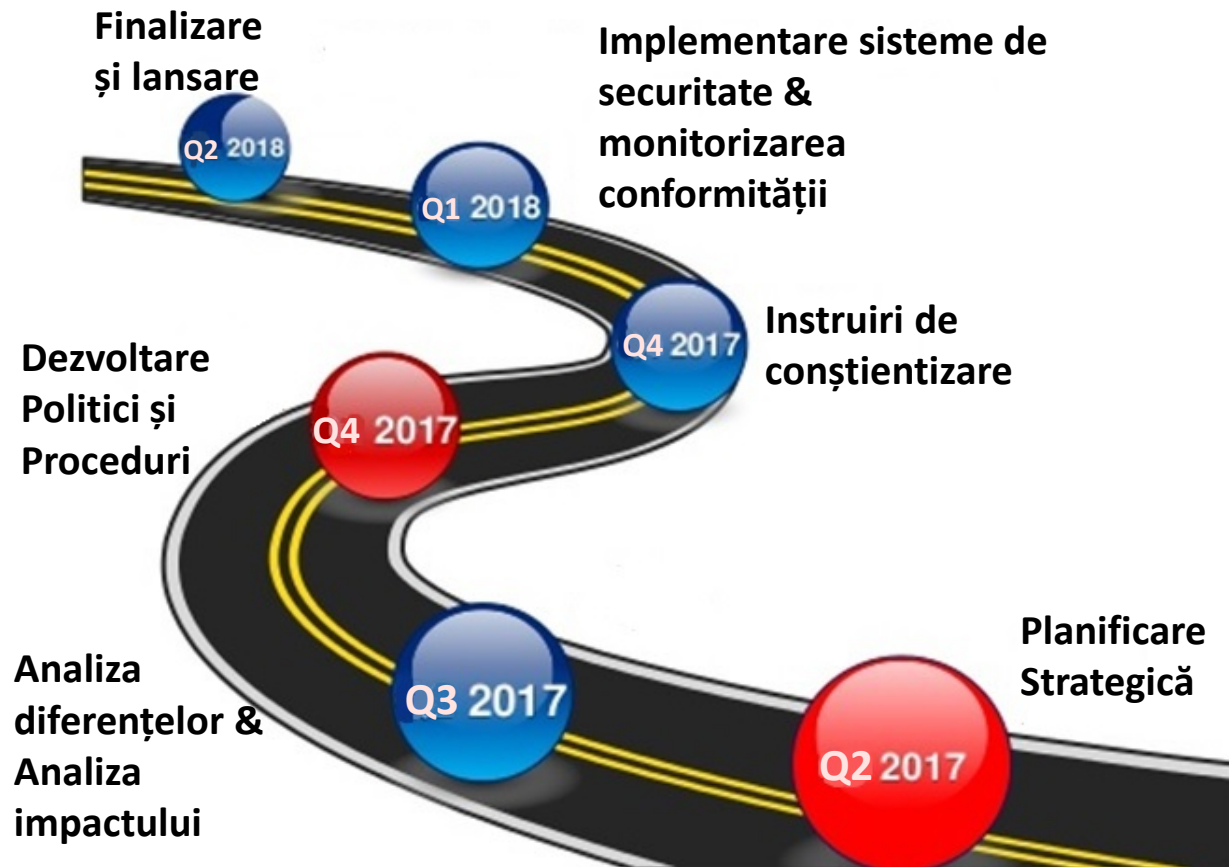 Finalizare
și lansare
Implementare sisteme de
securitate &
monitorizarea
conformității
Q2 2018
Q1 2018
Q4 2017
Instruiri de
conștientizare
Dezvoltare
Politici și
Proceduri
Q4 2017
Planificare
Strategică
Analiza
diferențelor &
Analiza
impactului
Q3 2017
Q2 2017